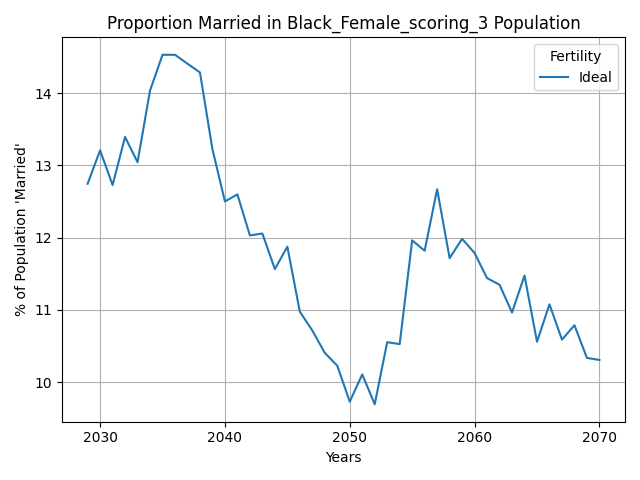 Proportion Married in Black_Female_scoring_3 Population
% of Population 'Married'
14
13
12
11
10
Fertility
Ideal
2030
2040
2050
2060
2070
Years